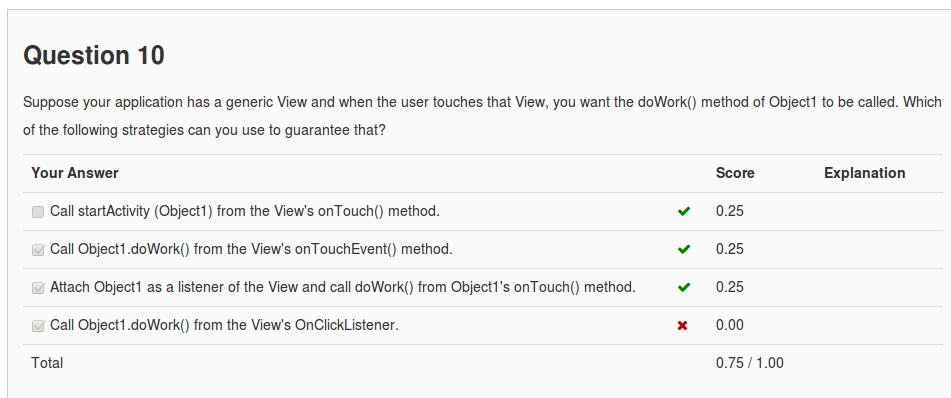 Question 10
Suppose your application has a generic View and when the user touches that View, you want the doWork() method of Object1 to be called. Which
of the following strategies can you use to guarantee that?
Your Answer Score Explanation
Call startActivity (Object1) from the View's onTouch() method. 0.25
Call Object1.doWork() from the View's onTouchEvent() method. 0.25
Attach Object1 as a listener of the View and call doWork() from Object1's onTouch() method. 0.25
Call Object1.doWork() from the View's OnClickListener. 0.00
Total 0.75 / 1.00